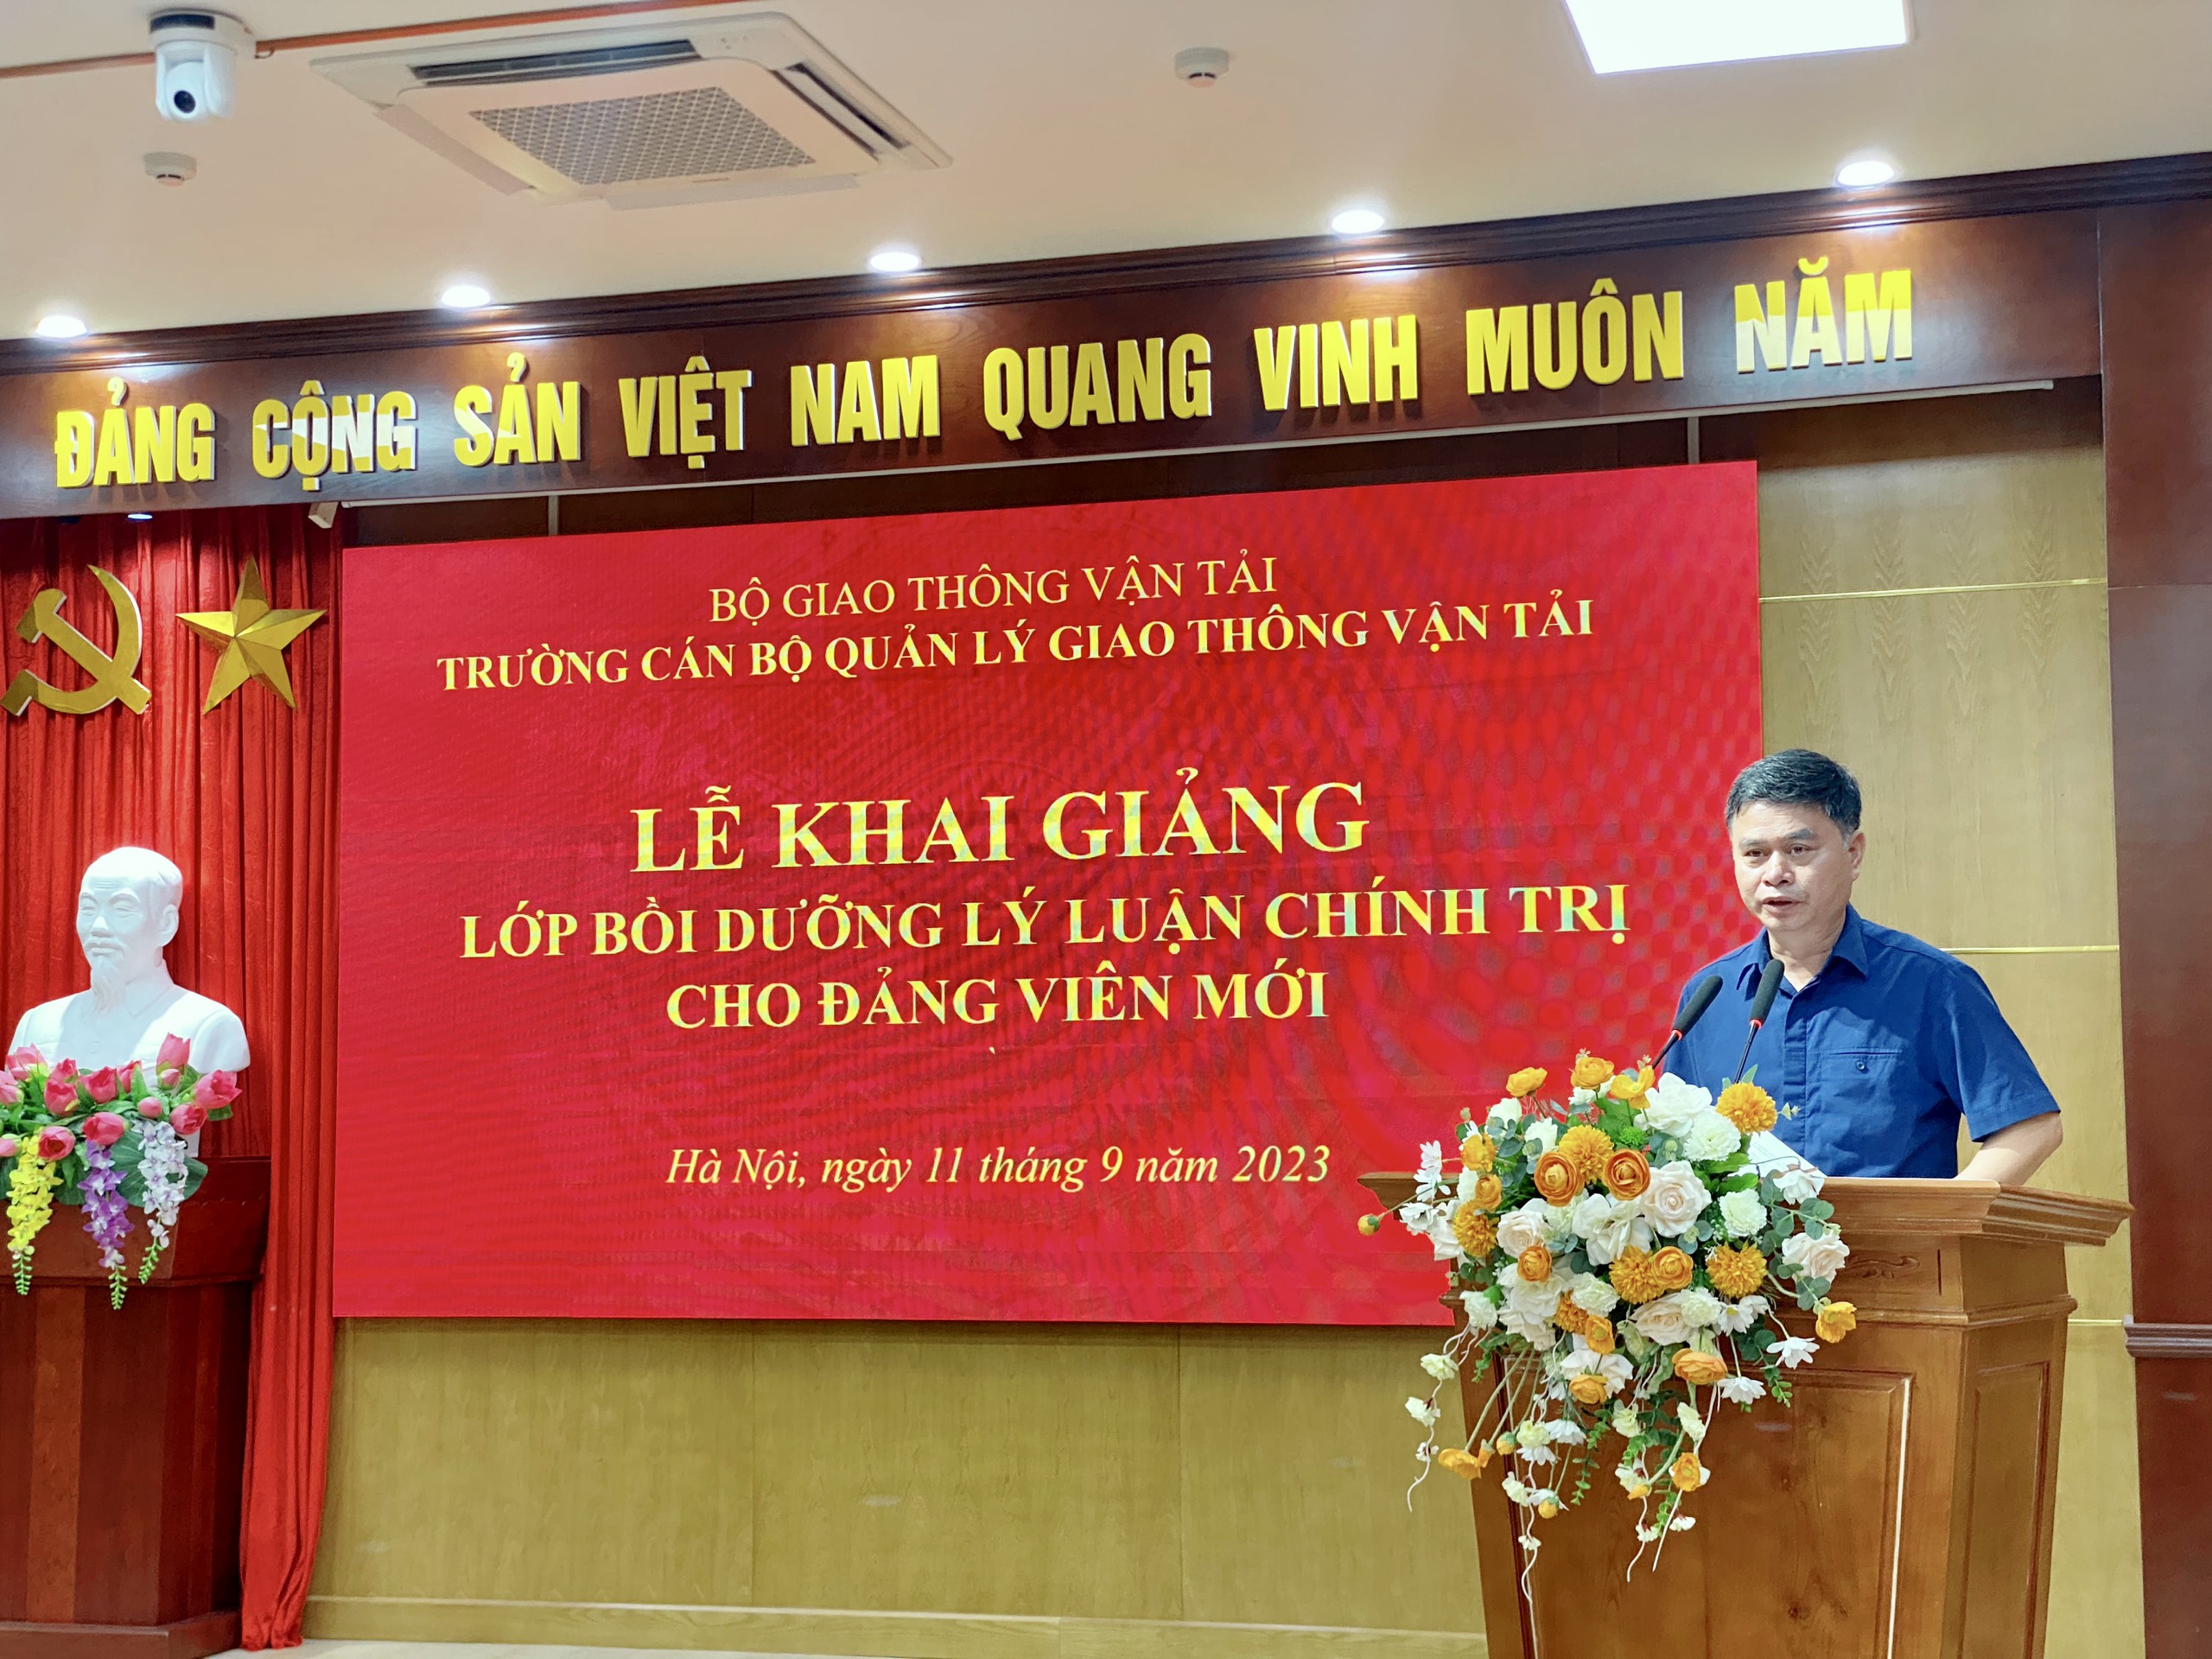 ĐẢNG CỘNG SẢN VIỆT NAM QUANG VINH MUÔN NĂM
BỘ GIAO THÔNG VẬN TẢI
TRƯỜNG CÁN BỘ QUẢN LÝ GIAO THÔNG VẬN TẢI
LỄ KHAI GIẢNG
LỚP BỒI DƯỠNG LÝ LUẬN CHÍNH TRỊ
CHO ĐẢNG VIÊN MỚI
Hà Nội, ngày 11 tháng 9 năm 2023